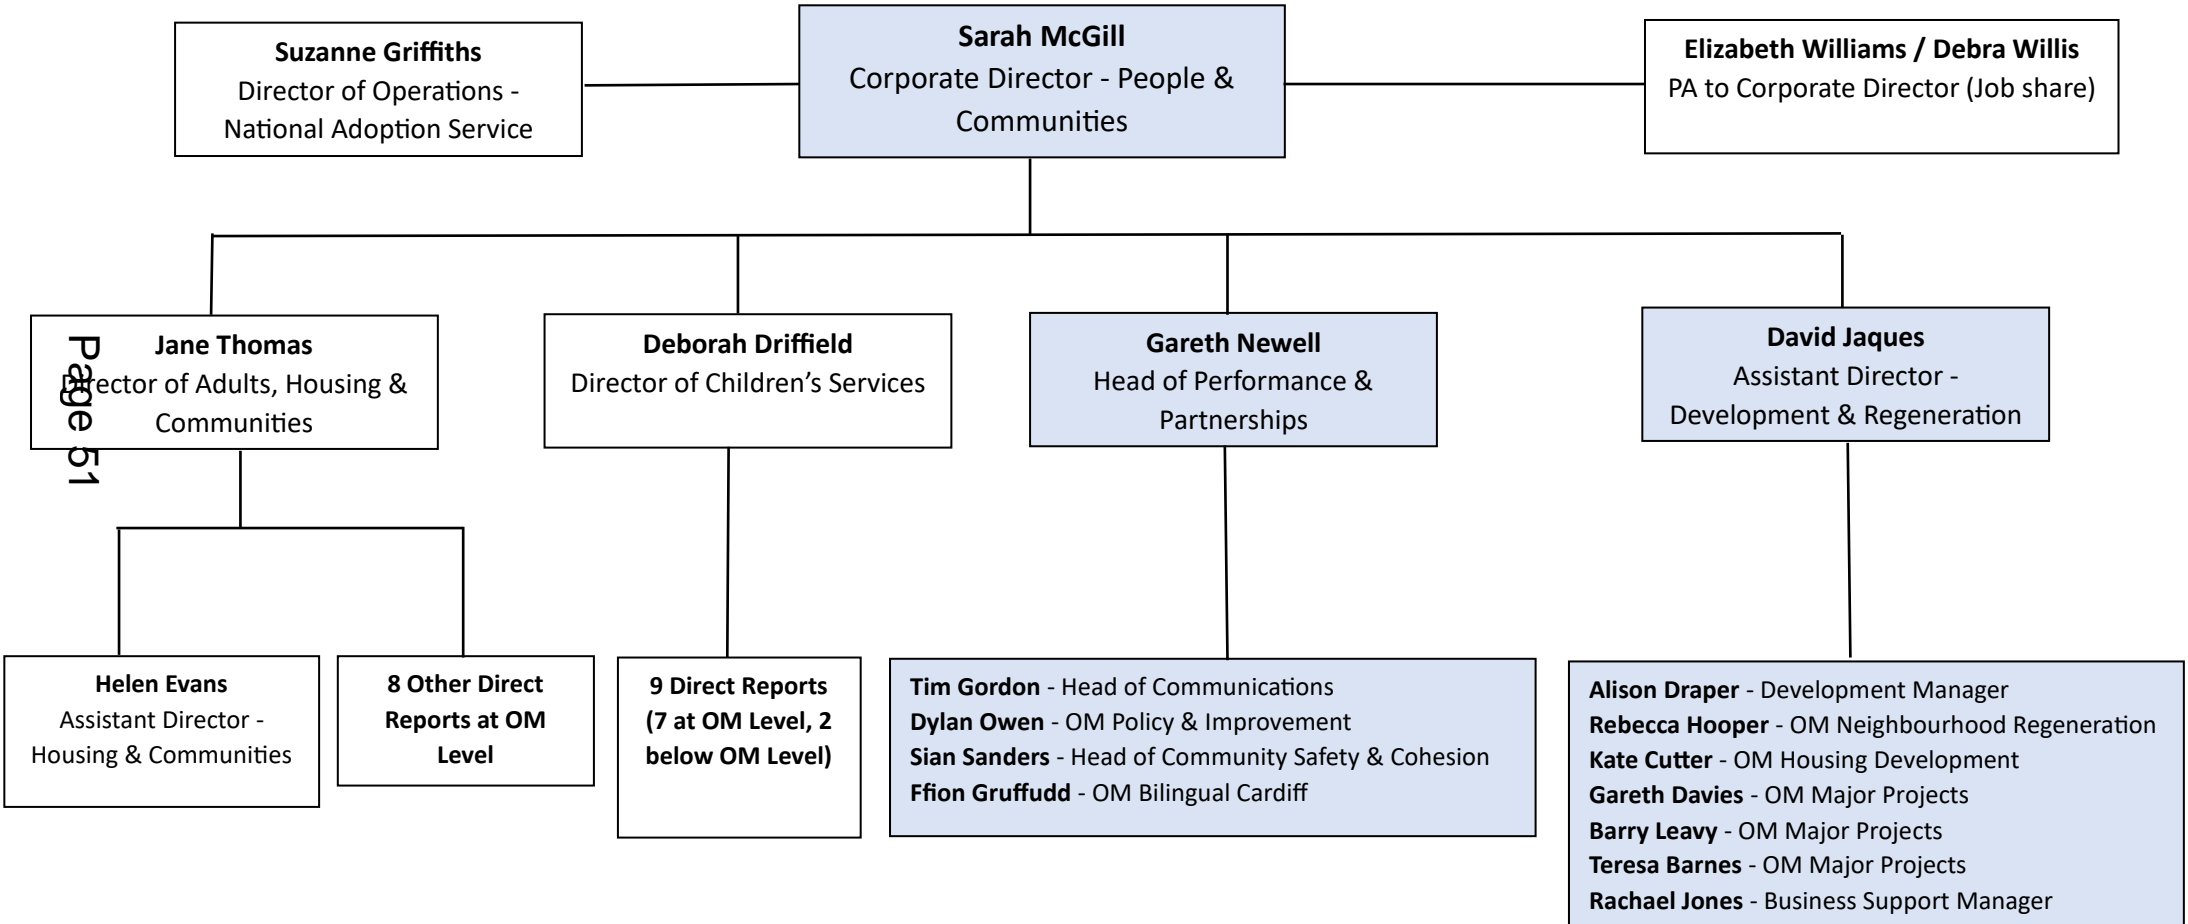 Suzanne Griffiths
Director of Operations -
National Adoption Service
Sarah McGill
Corporate Director - People &
Communities
Elizabeth Williams / Debra Willis
PA to Corporate Director (Job share)
Jane Thomas
Director of Adults, Housing &
Communities
Page 51
Deborah Driffield
Director of Children’s Services
Gareth Newell
Head of Performance &
Partnerships
David Jaques
Assistant Director -
Development & Regeneration
Helen Evans
Assistant Director -
Housing & Communities
8 Other Direct
Reports at OM
Level
9 Direct Reports
(7 at OM Level, 2
below OM Level)
Tim Gordon - Head of Communications
Dylan Owen - OM Policy & Improvement
Sian Sanders - Head of Community Safety & Cohesion
Ffion Gruffudd - OM Bilingual Cardiff
Alison Draper - Development Manager
Rebecca Hooper - OM Neighbourhood Regeneration
Kate Cutter - OM Housing Development
Gareth Davies - OM Major Projects
Barry Leavy - OM Major Projects
Teresa Barnes - OM Major Projects
Rachael Jones - Business Support Manager